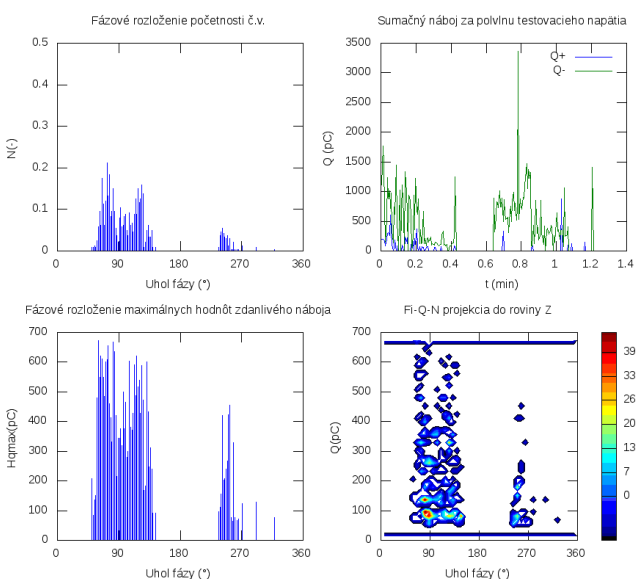 Fázové rozloženie početnosti č.v.
0.5
0.4
0.3
0.2
0.1
0
N(-)
0 90 180 270 360
Uhol fázy (°)
Sumačný náboj za polvlnu testovacieho napätia
Q+
Q-
3500
3000
2500
2000
1500
1000
500
0
Q (pC)
0 0.2 0.4 0.6 0.8 1 1.2 1.4
t (min)
Fázové rozloženie maximálnych hodnôt zdanlivého náboja
700
600
500
400
300
200
100
0
Hqmax(pC)
0 90 180 270 360
Uhol fázy (°)
Fi-Q-N projekcia do roviny Z
700
600
500
400
300
200
100
0
Q(pC)
0 90 180 270 360
Uhol fázy (°)
39
33
26
20
13
7
0